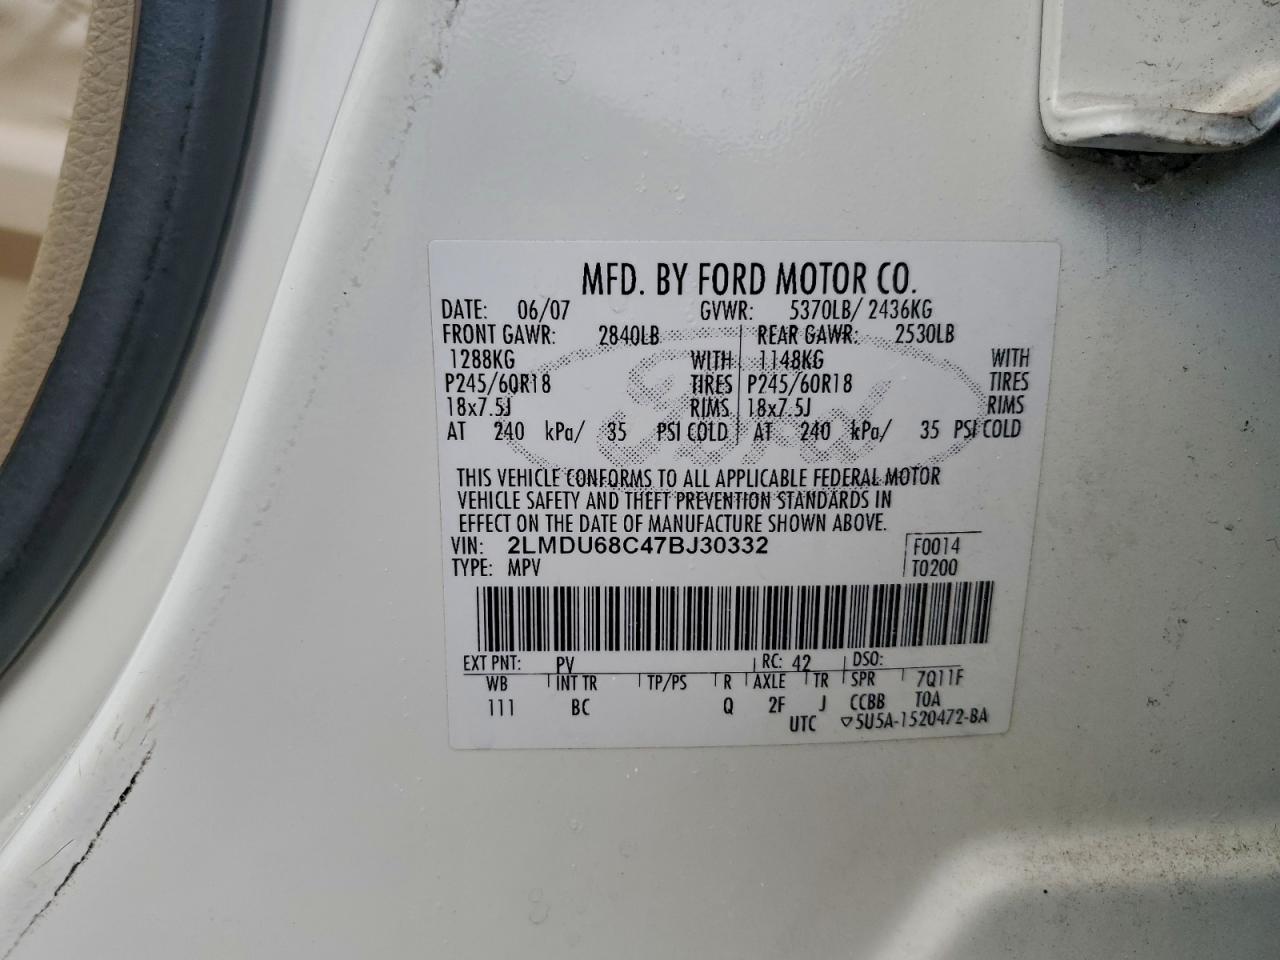 MFD. BY FORD MOTOR CO.
DATE: 06/07 GVWR: 5370LB/ 2436KG
FRONT GAWR: 2840LB REAR GAWR: 2530LB
1288KG WITH 1148KG WITH
P245/60R18 TIRES P245/60R18 TIRES
18x7.5J RIMS 18x7.5J RIMS
AT 240 kPa/ 35 PSI COLD AT 240 kPa/ 35 PSI COLD
THIS VEHICLE CONFORMS TO ALL APPLICABLE FEDERAL MOTOR
VEHICLE SAFETY AND THEFT PREVENTION STANDARDS IN
EFFECT ON THE DATE OF MANUFACTURE SHOWN ABOVE.
VIN: 2LMDU68C47BJ30332 F0014
TYPE: MPV T0200
EXT PNT: PV RC: 42 DSO:
WB INT TR TP/PS R AXLE TR SPR 7Q11F
111 BC Q 2F J CCBB TOA
UTC ▽5U5A-1520472-BA
Ford